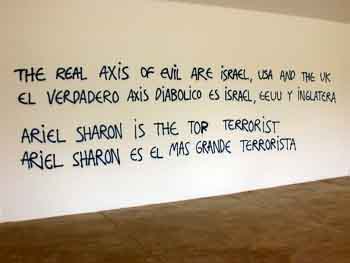 THE REAL AXIS OF EVIL ARE ISRAEL, USA AND THE UK
EL VERDADERO AXIS DIABOLICO ES ISRAEL, EEUU Y INGLATERA
ARIEL SHARON IS THE TOP TERRORIST
ARIEL SHARON ES EL MAS GRANDE TERRORISTA